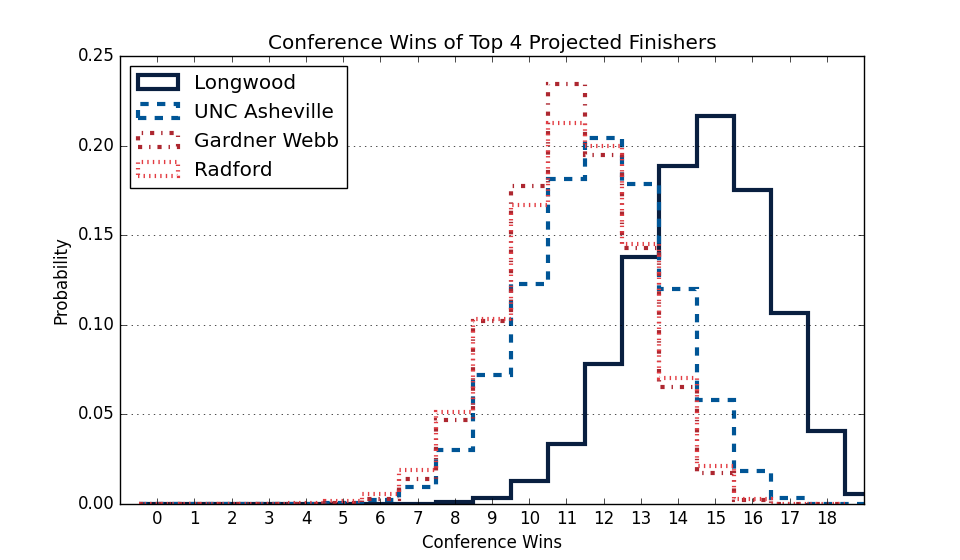 Conference Wins of Top 4 Projected Finishers
Longwood
UNC Asheville
Gardner Webb
Radford
0.25
0.20
0.15
0.10
0.05
0.00
Probability
0 1 2 3 4 5 6 7 8 9 10 11 12 13 14 15 16 17 18
Conference Wins